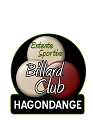 Entente
Sportive
Billard
Club
HAGONDANGE